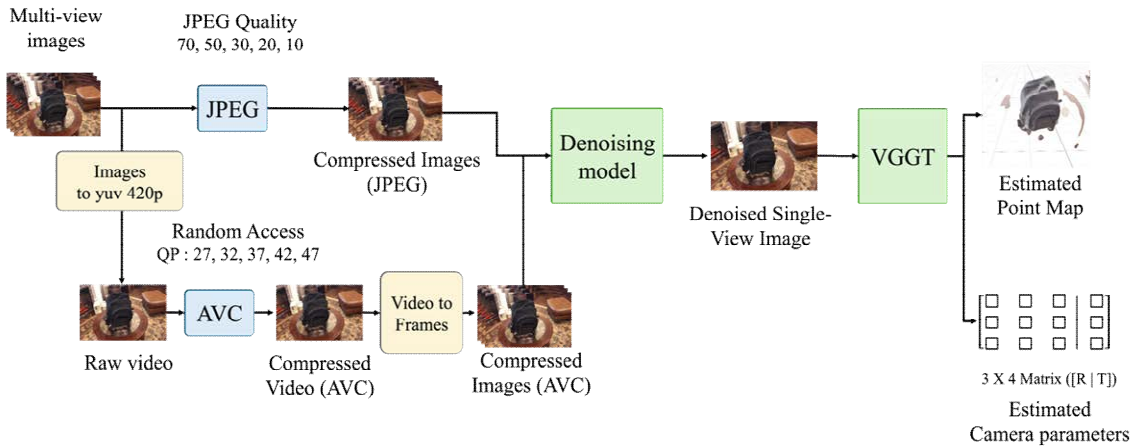 Multi-view
images
JPEG Quality
70, 50, 30, 20, 10
JPEG
Compressed Images
(JPEG)
Images
to yuv 420p
Random Access
QP : 27, 32, 37, 42, 47
Raw video
AVC
Compressed
Video (AVC)
Video to
Frames
Compressed
Images (AVC)
Denoising
model
Denoised Single-
View Image
VGGT
Estimated
Point Map
3 X 4 Matrix ([R | T])
Estimated
Camera parameters